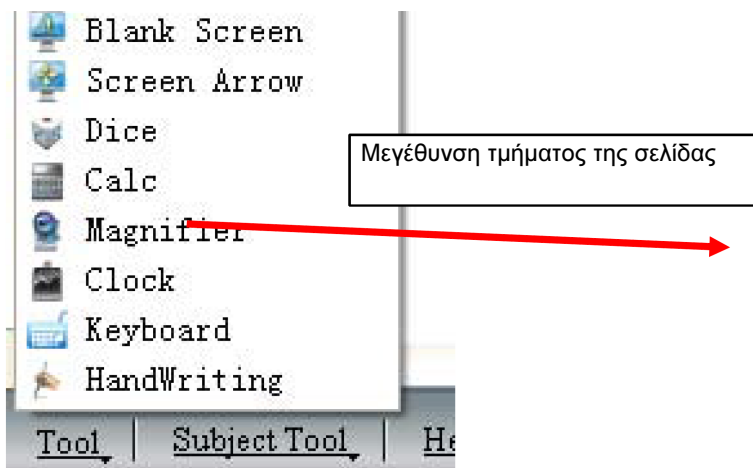 Blank Screen
Screen Arrow
Dice
Μεγέθυνση τμήματος της σελίδας
Calc
Magnifier
Clock
Keyboard
HandWriting
Tool Subject Tool